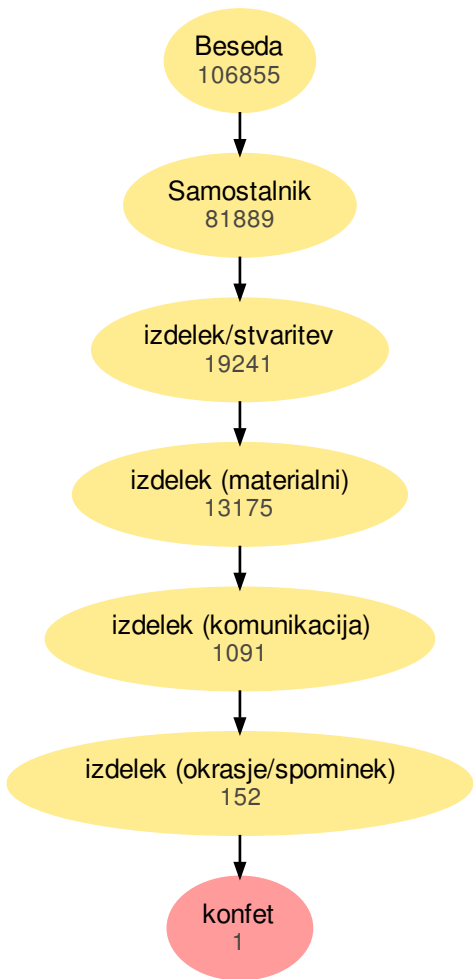 Beseda
106855
Samostalnik
81889
izdelek/stvaritev
19241
izdelek (materialni)
13175
izdelek (komunikacija)
1091
izdelek (okrasje/spominek)
152
konfet
1